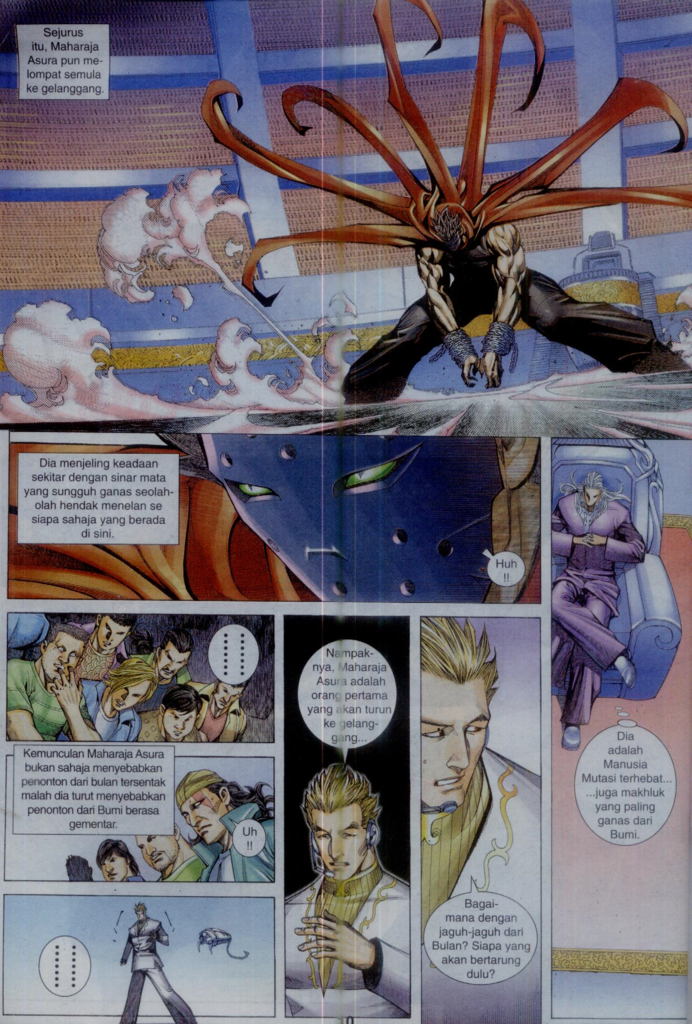 Sejurus
itu, Maharaja
Asura pun me-
lompat semula
ke gelanggang.
Dia menjeling keadaan
sekitar dengan sinar mata
yang sungguh ganas seolah-
olah hendak menelan se
siapa sahaja yang berada
di sini.
Huh
!!
Kemunculan Maharaja Asura
bukan sahaja menyebabkan
penonton dari bulan tersentak
malah dia turut menyebabkan
penonton dari Bumi berasa
gementar.
Uh
!!
Nampak-
nya, Maharaja
Asura adalah
orang pertama
yang akan turun
ke gelang-
gang...
Bagai-
mana dengan
jaguh-jaguh dari
Bulan? Siapa yang
akan bertarung
dulu?
Dia
adalah
Manusia
Mutasi terhebat...
...juga makhluk
yang paling
ganas dari
Bumi.